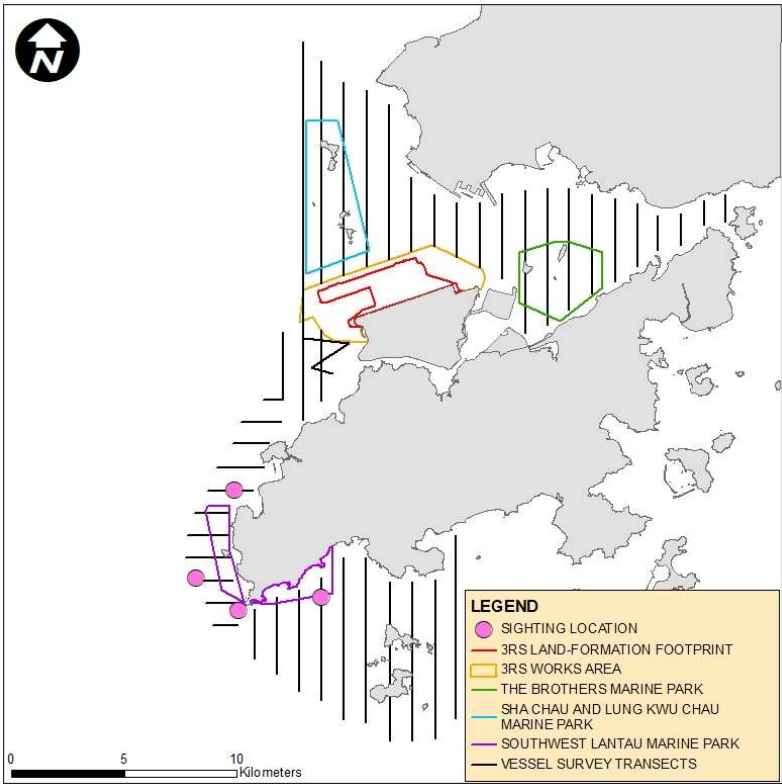 N
LEGEND
SIGHTING LOCATION
3RS LAND-FORMATION FOOTPRINT
3RS WORKS AREA
THE BROTHERS MARINE PARK
SHA CHAU AND LUNG KWU CHAU
MARINE PARK
SOUTHWEST LANTAU MARINE PARK
VESSEL SURVEY TRANSECTS
0 5 10
Kilometers